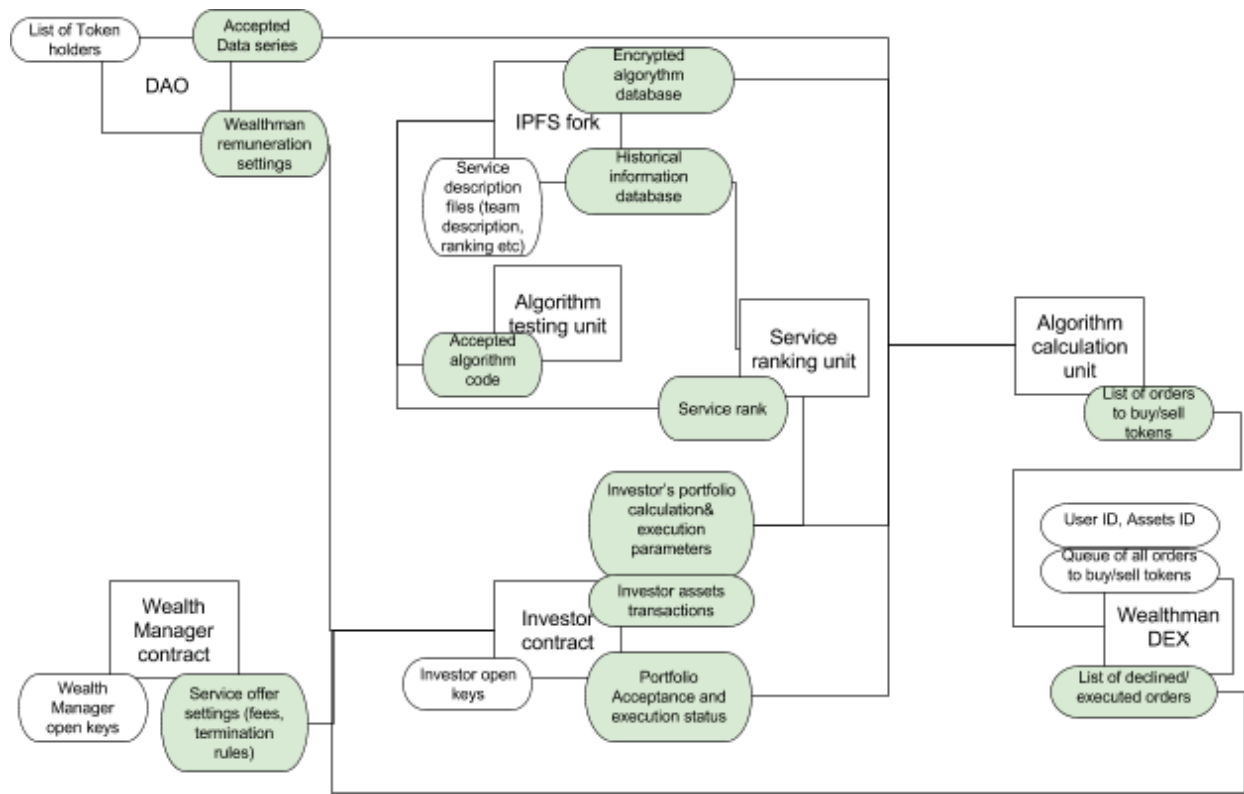 List of Token
holders
Accepted
Data series
DAO
Wealthman
remuneration
settings
Encrypted
algorythm
database
IPFS fork
Service
description
files (team
description,
ranking etc)
Historical
information
database
Algorithm
testing unit
Accepted
algorithm
code
Service
ranking unit
Service rank
Algorithm
calculation
unit
List of orders
to buy/sell
tokens
Investor's portfolio
calculation&
execution
parameters
User ID, Assets ID
Queue of all orders
to buy/sell tokens
Wealthman
DEX
List of declined/
executed orders
Investor assets
transactions
Investor
contract
Investor open
keys
Portfolio
Acceptance and
execution status
Wealth
Manager
contract
Wealth
Manager
open keys
Service offer
settings (fees,
termination
rules)